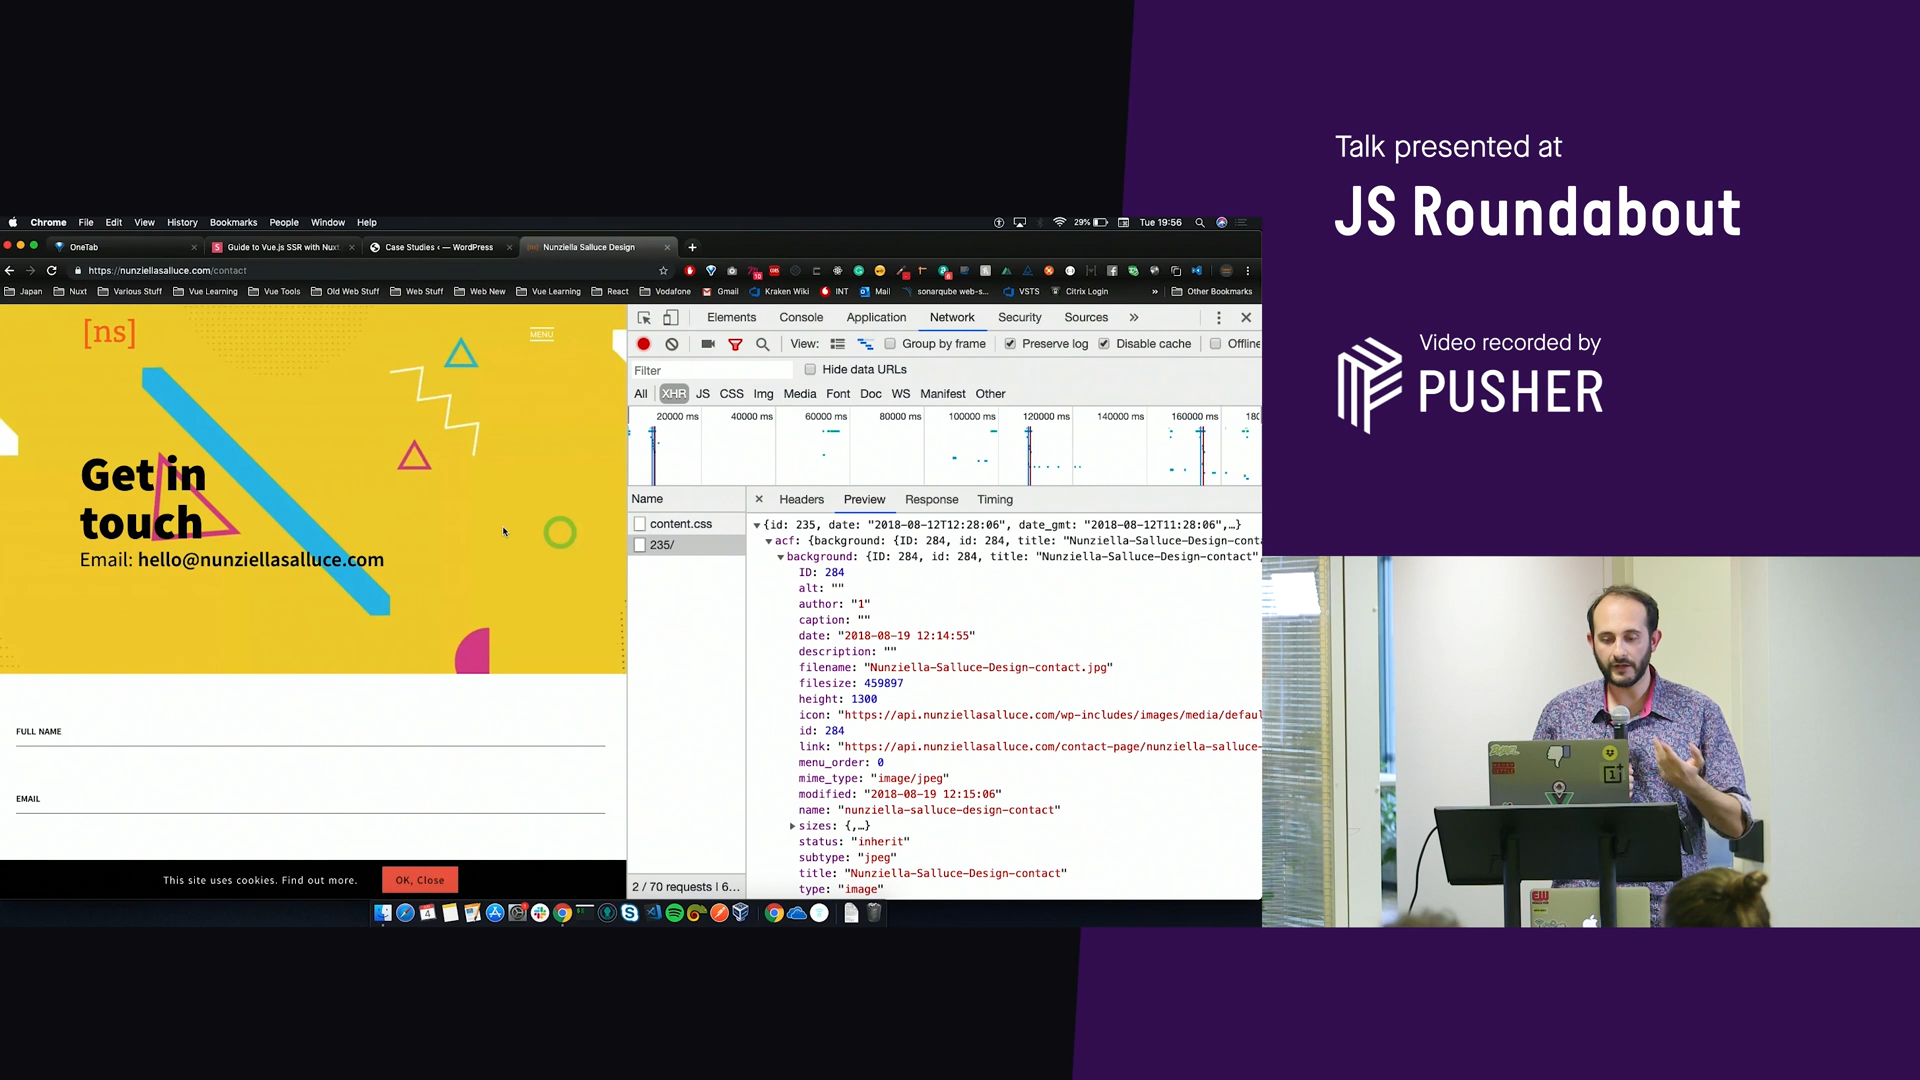 Talk presented at
JS Roundabout
Video recorded by
PUSHER
Chrome File Edit View History Bookmarks People Window Help
29% Tue 19:56
OneTab
Guide to Vue.js SSR with Nuxt
Case Studies ‹ — WordPress
Nunziella Salluce Design
https://nunziellasalluce.com/contact
Japan Nuxt Various Stuff Vue Learning Vue Tools Old Web Stuff Web Stuff Web New Vue Learning React Vodafone Gmail Kraken Wiki INT Mail sonarqube web-s... VSTS Citrix Login » Other Bookmarks
[ns]
MENU
Get in
touch
Email: hello@nunziellasalluce.com
FULL NAME
EMAIL
This site uses cookies. Find out more.
OK, Close
Elements Console Application Network Security Sources »
View: Group by frame Preserve log Disable cache Offline
Filter
Hide data URLs
All XHR JS CSS Img Media Font Doc WS Manifest Other
20000 ms 40000 ms 60000 ms 80000 ms 100000 ms 120000 ms 140000 ms 160000 ms 180
Name
content.css
235/
2 / 70 requests | 6...
Headers Preview Response Timing
{id: 235, date: "2018-08-12T12:28:06", date_gmt: "2018-08-12T11:28:06",…}
acf: {background: {ID: 284, id: 284, title: "Nunziella-Salluce-Design-cont
background: {ID: 284, id: 284, title: "Nunziella-Salluce-Design-contact"
ID: 284
alt: ""
author: "1"
caption: ""
date: "2018-08-19 12:14:55"
description: ""
filename: "Nunziella-Salluce-Design-contact.jpg"
filesize: 459897
height: 1300
icon: "https://api.nunziellasalluce.com/wp-includes/images/media/defau
id: 284
link: "https://api.nunziellasalluce.com/contact-page/nunziella-salluce-
menu_order: 0
mime_type: "image/jpeg"
modified: "2018-08-19 12:15:06"
name: "nunziella-salluce-design-contact"
sizes: {,…}
status: "inherit"
subtype: "jpeg"
title: "Nunziella-Salluce-Design-contact"
type: "image"